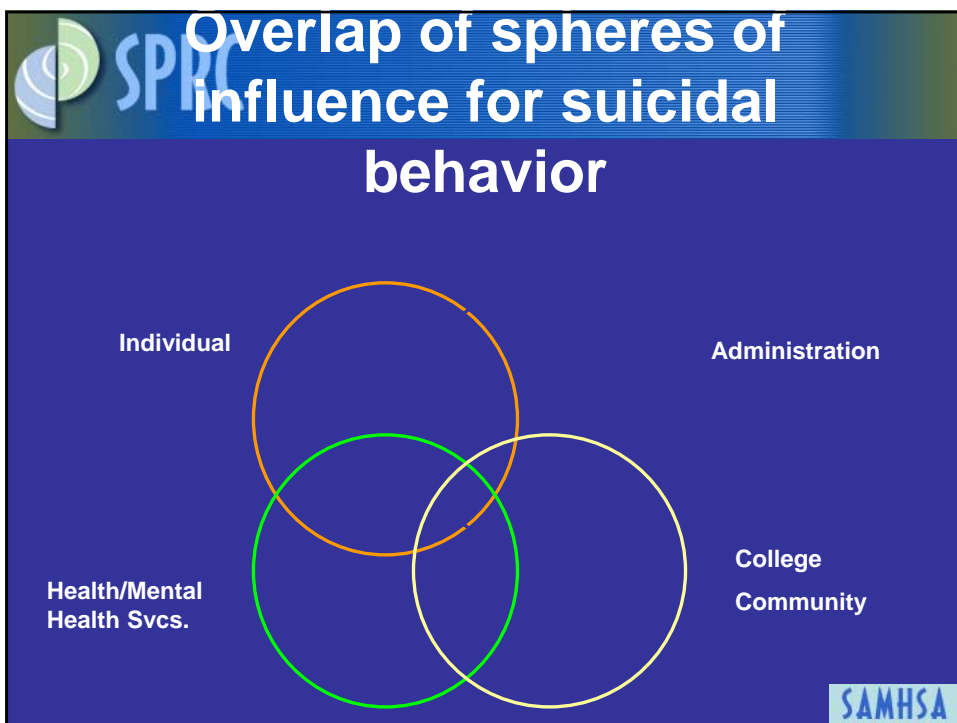 SPRC
Overlap of spheres of
influence for suicidal
behavior
Individual
Administration
Health/Mental
Health Svcs.
College
Community
SAMHSA